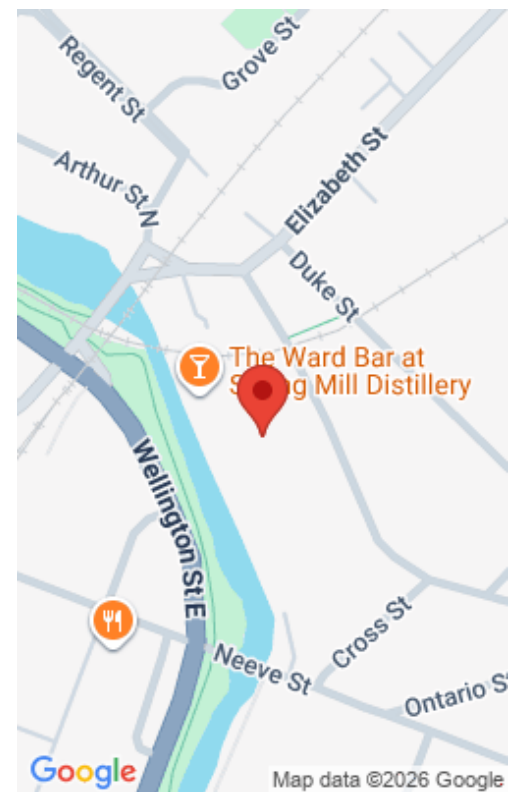 Regent St
Grove St
Arthur St N
Elizabeth St
Duke St
The Ward Bar at
Mill Distillery
Wellington St E
Neeve St
Cross St
Ontario
Google
Map data ©2026 Google